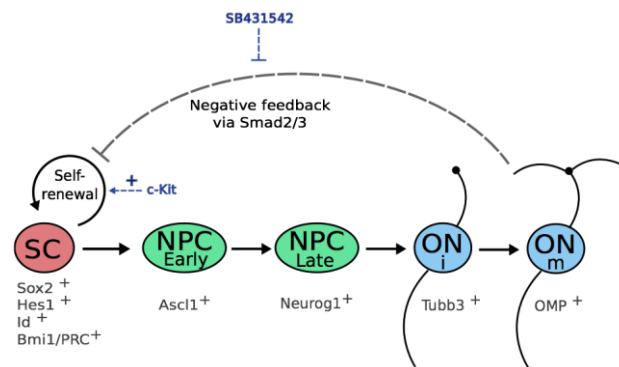 SB431542
Negative feedback
via Smad2/3
Self-
renewal
+
c-Kit
SC
NPC
Early
NPC
Late
ON
i
ON
m
Sox2 +
Hes1 +
Id +
Bmi1/PRC+
Ascl1+
Neurog1+
Tubb3 +
OMP +